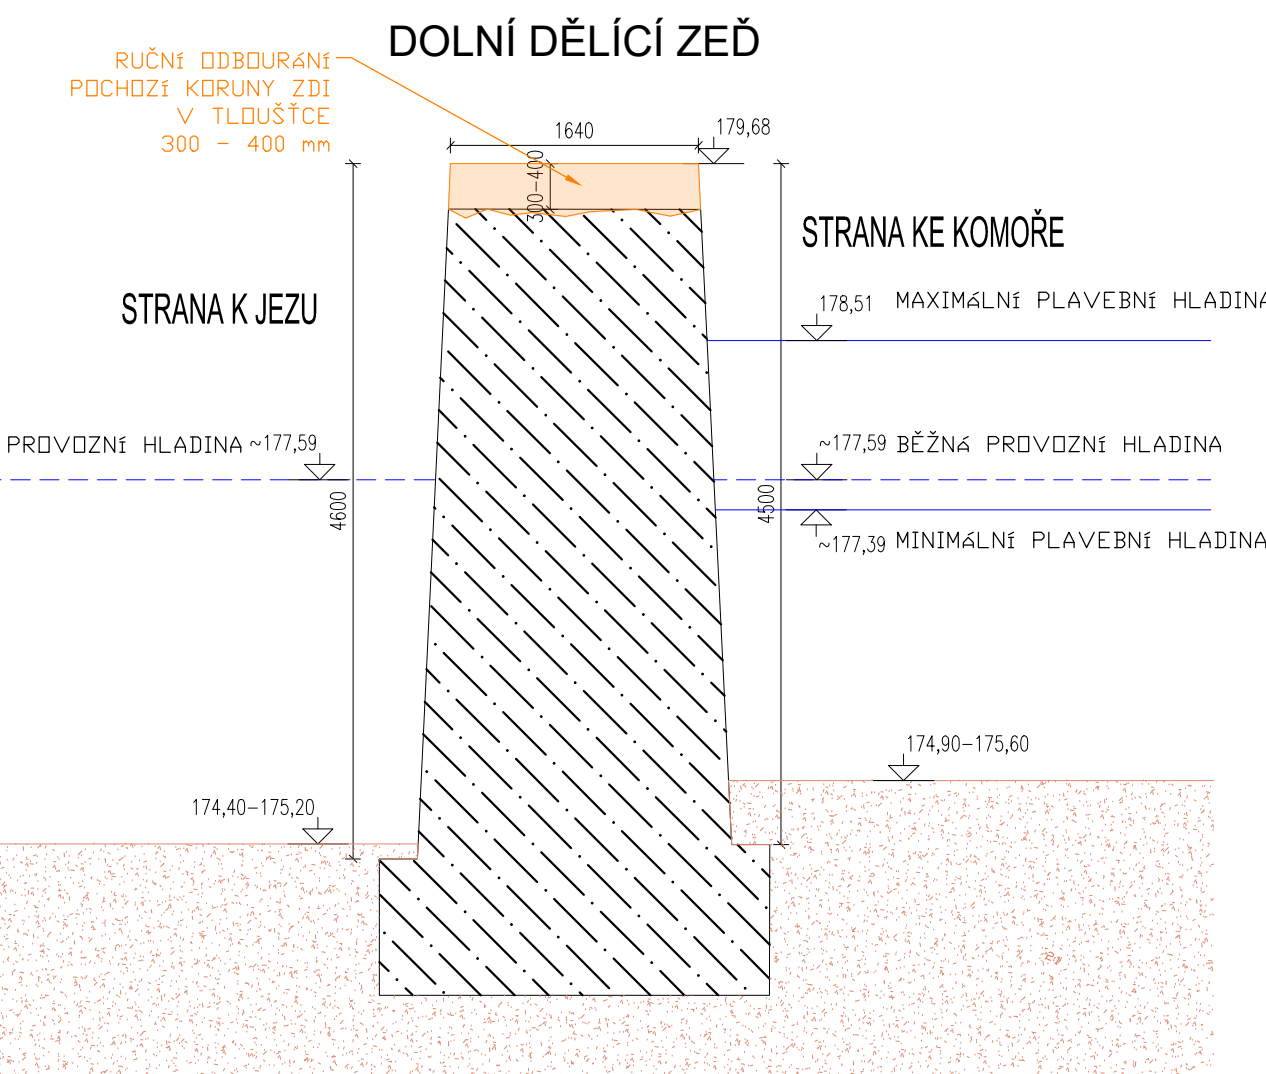 DOLNÍ DĚLÍCÍ ZEĎ
RUČNÍ ODBOURÁNÍ
POCHOZÍ KORUNY ZDI
V TLOUŠŤCE
300 - 400 mm
1640
179,68
300-400
STRANA KE KOMOŘE
STRANA K JEZU
178,51 MAXIMÁLNÍ PLAVEBNÍ HLADINA
PROVOZNÍ HLADINA ~177,59
~177,59 BĚŽNÁ PROVOZNÍ HLADINA
4600
4500
~177,39 MINIMÁLNÍ PLAVEBNÍ HLADINA
174,90-175,60
174,40-175,20